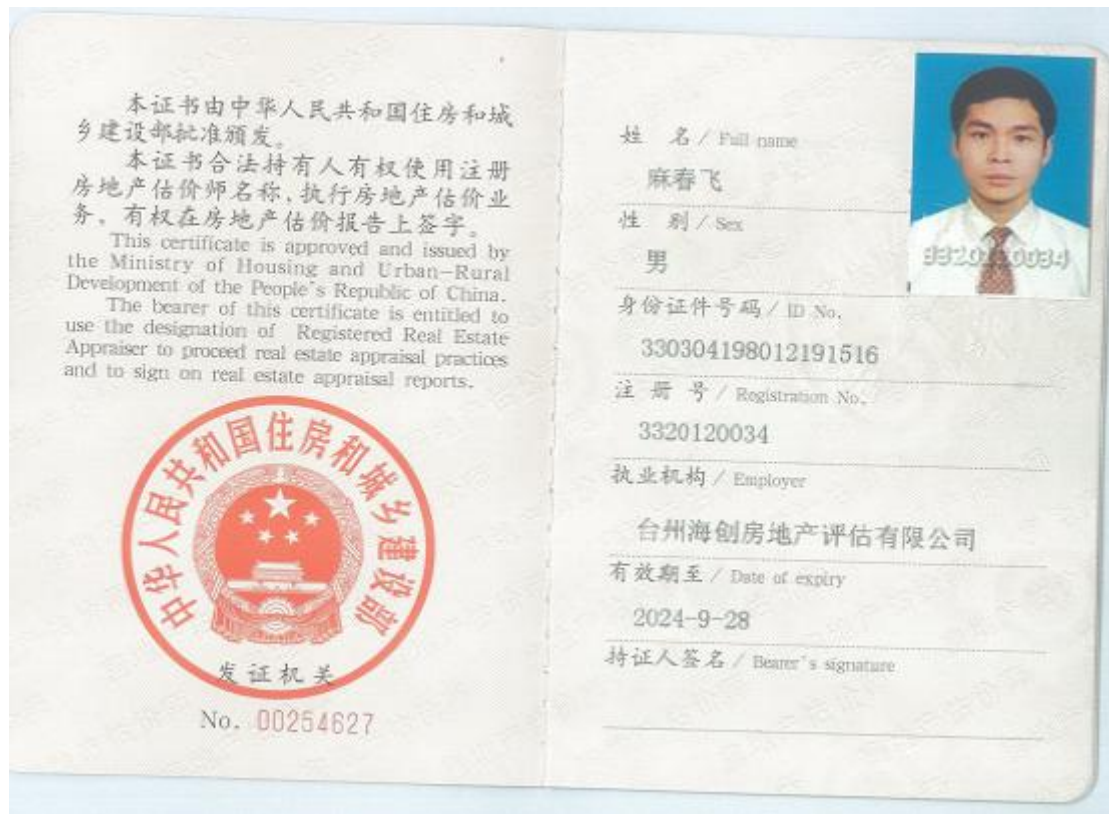 本证书由中华人民共和国住房和城
乡建设部批准颁发。
本证书合法持有人有权使用注册
房地产估价师名称，执行房地产估价业
务，有权在房地产估价报告上签字。
This certificate is approved and issued by
the Ministry of Housing and Urban-Rural
Development of the People's Republic of China.
The bearer of this certificate is entitled to
use the designation of Registered Real Estate
Appraiser to proceed real estate appraisal practices
and to sign on real estate appraisal reports.
中华人民共和国住房和城乡建设部
发证机关
No. 00254627
姓 名 / Full name
麻春飞
性 别 / Sex
男
身份证件号码 / ID No.
330304198012191516
注 册 号 / Registration No.
3320120034
执业机构 / Employer
台州海创房地产评估有限公司
有效期至 / Date of expiry
2024-9-28
持证人签名 / Bearer's signature
3320120034